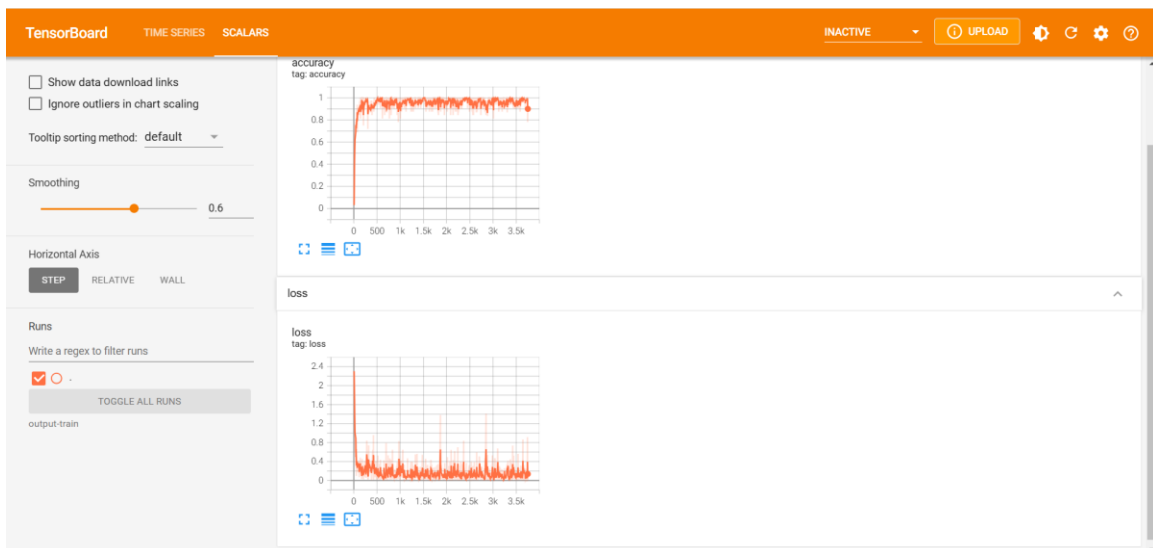 TensorBoard TIME SERIES SCALARS INACTIVE UPLOAD
Show data download links
Ignore outliers in chart scaling
Tooltip sorting method: default
Smoothing
0.6
Horizontal Axis
STEP RELATIVE WALL
Runs
Write a regex to filter runs
.
TOGGLE ALL RUNS
output-train
accuracy
tag: accuracy
1
0.8
0.6
0.4
0.2
0
0 500 1k 1.5k 2k 2.5k 3k 3.5k
loss
loss
tag: loss
2.4
2
1.6
1.2
0.8
0.4
0
0 500 1k 1.5k 2k 2.5k 3k 3.5k